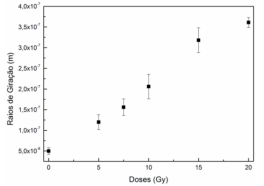 4,0x10⁻⁷
3,5x10⁻⁷
3,0x10⁻⁷
2,5x10⁻⁷
2,0x10⁻⁷
1,5x10⁻⁷
1,0x10⁻⁷
5,0x10⁻⁸
Raios de Giração (m)
0 5 10 15 20
Doses (Gy)